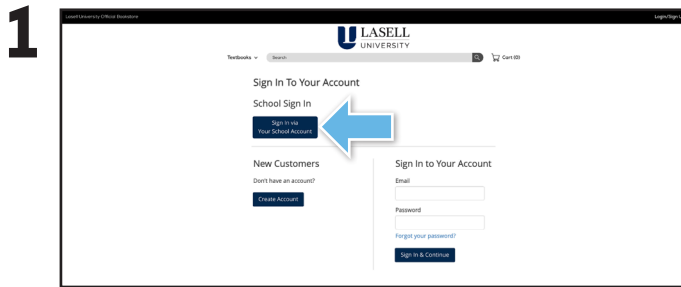 1
Lasell University Official Bookstore
Login/Sign U
LASELL
UNIVERSITY
Textbooks
Search
Cart (0)
Sign In To Your Account
School Sign In
Sign In via
Your School Account
New Customers
Don't have an account?
Create Account
Sign In to Your Account
Email
Password
Forgot your password?
Sign In & Continue